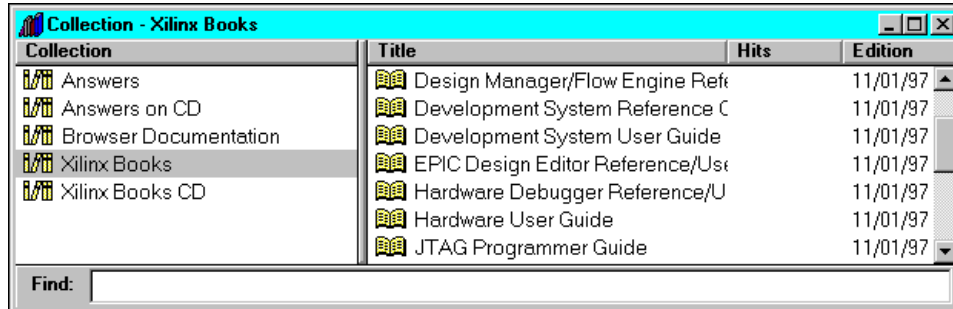 Collection - Xilinx Books
Collection Title Hits Edition
Answers Design Manager/Flow Engine Refe 11/01/97
Answers on CD Development System Reference 11/01/97
Browser Documentation Development System User Guide 11/01/97
Xilinx Books EPIC Design Editor Reference/Use 11/01/97
Xilinx Books CD Hardware Debugger Reference/U 11/01/97
Hardware User Guide 11/01/97
JTAG Programmer Guide 11/01/97
Find: